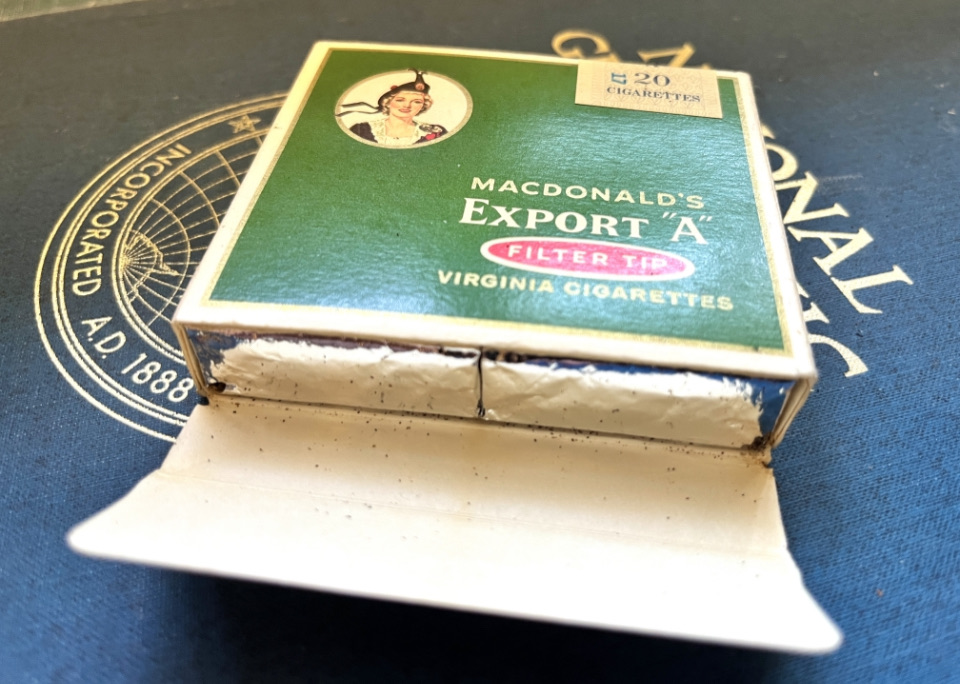 20
CIGARETTES
MACDONALD'S
EXPORT "A"
FILTER TIP
VIRGINIA CIGARETTES
INCORPORATED A.D. 1888